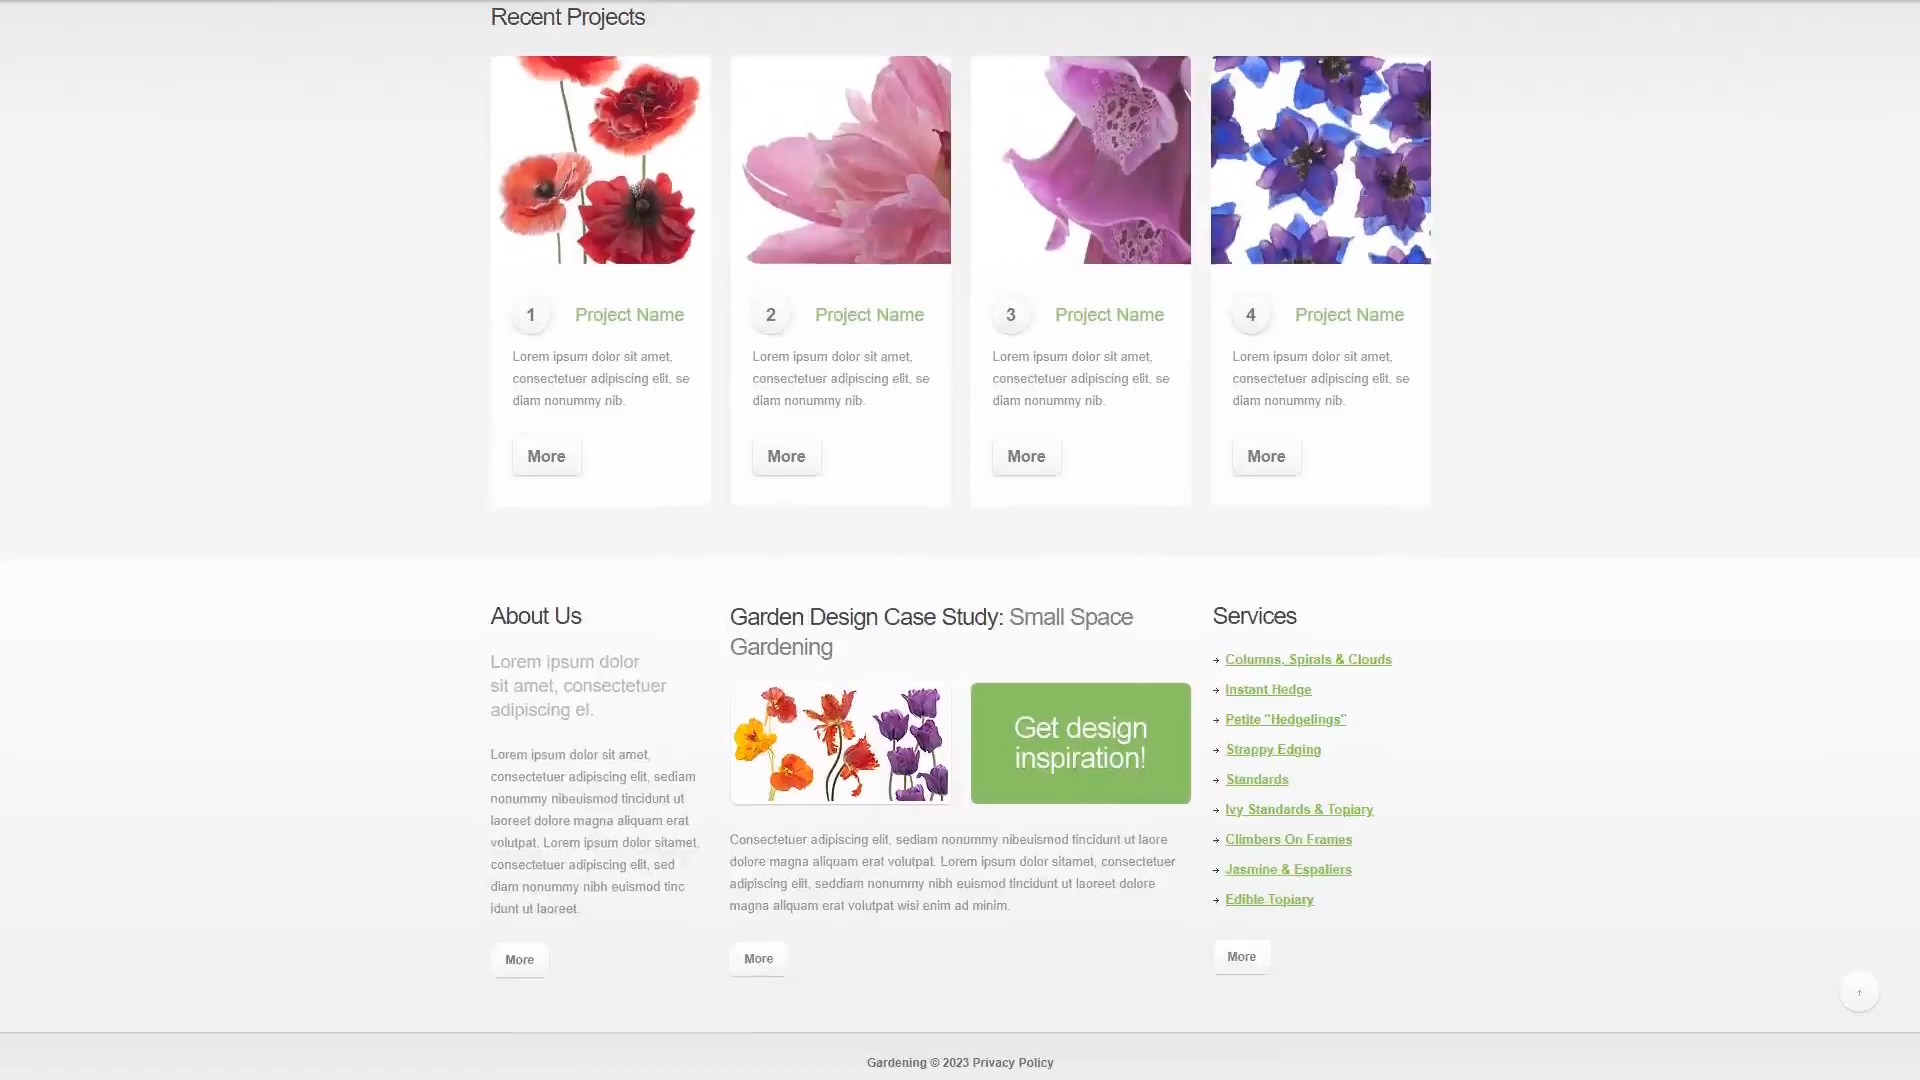 Recent Projects
1 Project Name
Lorem ipsum dolor sit amet,
consectetuer adipiscing elit, se
diam nonummy nib.
More
2 Project Name
Lorem ipsum dolor sit amet,
consectetuer adipiscing elit, se
diam nonummy nib.
More
3 Project Name
Lorem ipsum dolor sit amet,
consectetuer adipiscing elit, se
diam nonummy nib.
More
4 Project Name
Lorem ipsum dolor sit amet,
consectetuer adipiscing elit, se
diam nonummy nib.
More
About Us
Lorem ipsum dolor
sit amet, consectetuer
adipiscing el.
Lorem ipsum dolor sit amet,
consectetuer adipiscing elit, sediam
nonummy nibeuismod tincidunt ut
laoreet dolore magna aliquam erat
volutpat. Lorem ipsum dolor sitamet,
consectetuer adipiscing elit, sed
diam nonummy nibh euismod tinc
idunt ut laoreet.
More
Garden Design Case Study: Small Space
Gardening
Get design
inspiration!
Consectetuer adipiscing elit, sediam nonummy nibeuismod tincidunt ut laore
dolore magna aliquam erat volutpat. Lorem ipsum dolor sitamet, consectetuer
adipiscing elit, seddiam nonummy nibh euismod tincidunt ut laoreet dolore
magna aliquam erat volutpat wisi enim ad minim.
More
Services
Columns, Spirals & Clouds
Instant Hedge
Petite "Hedgelings"
Strappy Edging
Standards
Ivy Standards & Topiary
Climbers On Frames
Jasmine & Espaliers
Edible Topiary
More
Gardening © 2023 Privacy Policy